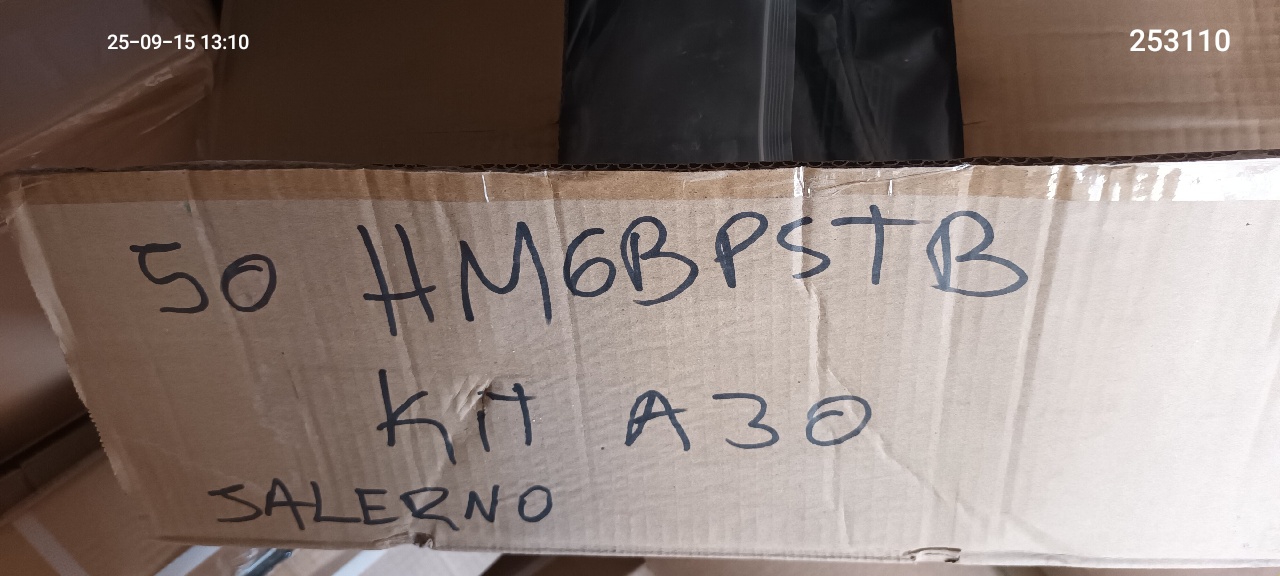 25-09-15 13:10
253110
50 HM6BPSTB
KIT A30
SALERNO